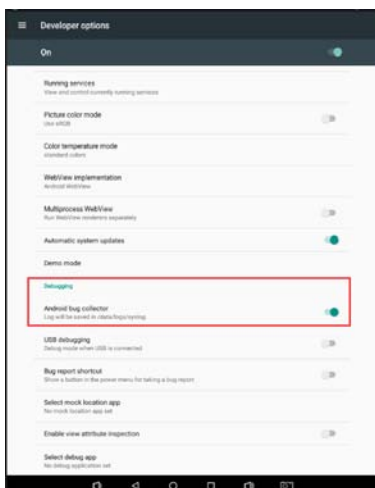 Developer options
On
Running services
View and control currently running services
Picture color mode
Use sRGB
Color temperature mode
standard colors
WebView implementation
Android WebView
Multiprocess WebView
Run WebView renderers separately
Automatic system updates
Demo mode
Debugging
Android bug collector
Log will be saved in /data/logs/syslog
USB debugging
Debug mode when USB is connected
Bug report shortcut
Show a button in the power menu for taking a bug report
Select mock location app
No mock location app set
Enable view attribute inspection
Select debug app
No debug application set